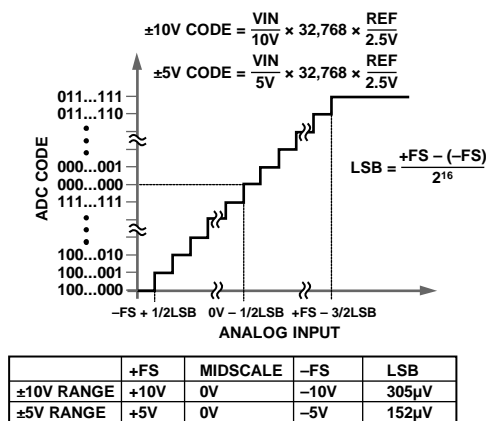 ±10V CODE = VIN/10V × 32,768 × REF/2.5V
±5V CODE = VIN/5V × 32,768 × REF/2.5V
011...111
011...110
000...001
000...000
111...111
100...010
100...001
100...000
ADC CODE
LSB = +FS – (–FS)/2¹⁶
–FS + 1/2LSB 0V – 1/2LSB +FS – 3/2LSB
ANALOG INPUT
+FS MIDSCALE –FS LSB
±10V RANGE +10V 0V –10V 305µV
±5V RANGE +5V 0V –5V 152µV